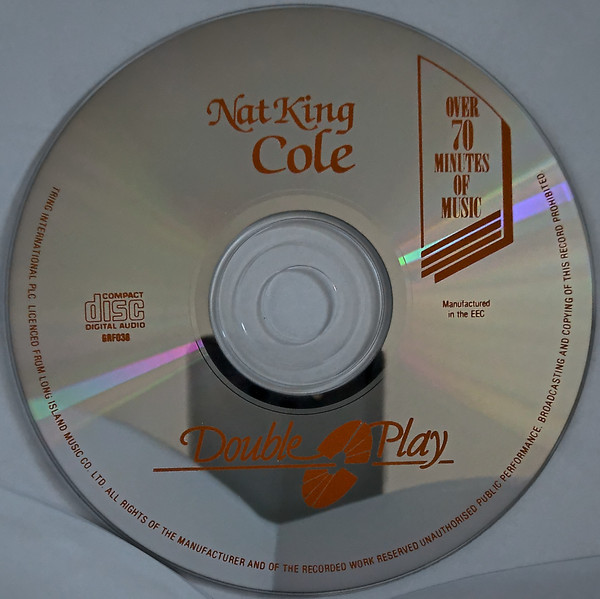 Nat King
Cole
OVER
70
MINUTES
OF
MUSIC
COMPACT
disc
DIGITAL AUDIO
GRF038
Manufactured
in the EEC
Double Play
TRING INTERNATIONAL PLC LICENCED FROM LONG ISLAND MUSIC CO. LTD. ALL RIGHTS OF THE MANUFACTURER AND OF THE RECORDED WORK RESERVED UNAUTHORISED PUBLIC PERFORMANCE. BROADCASTING AND COPYING OF THIS RECORD PROHIBITED